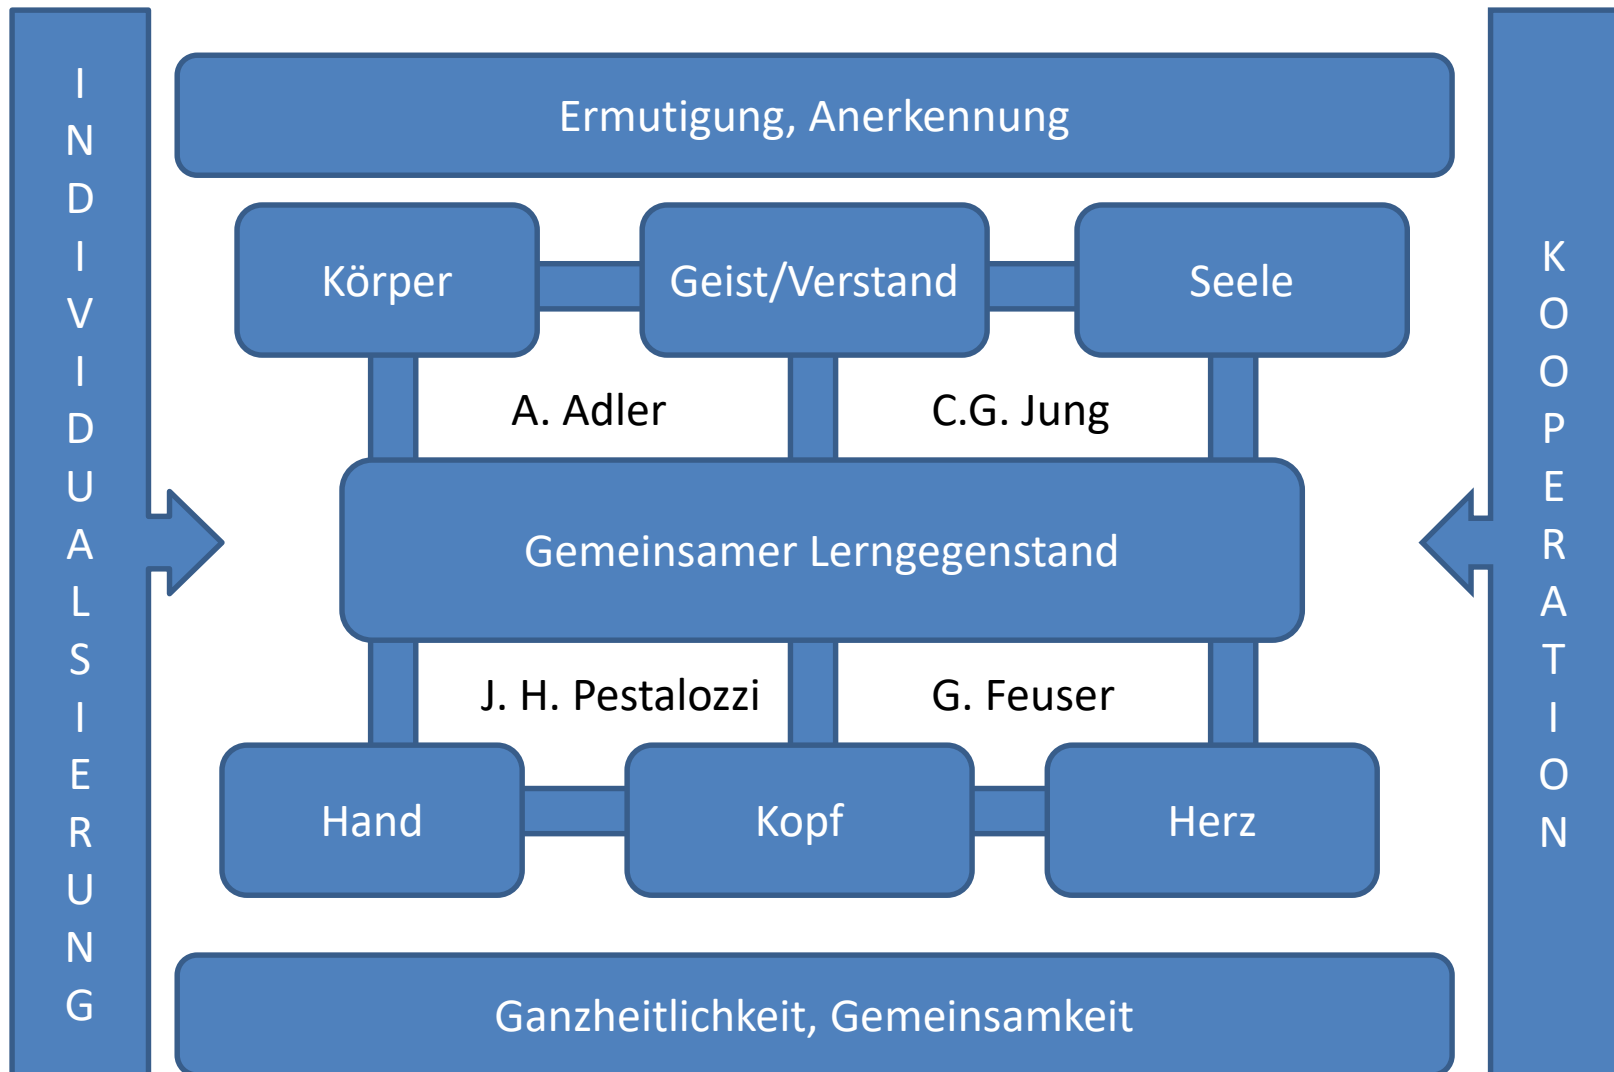 INDIVIDUALSIERUNG
Ermutigung, Anerkennung
Körper
Geist/Verstand
Seele
A. Adler
C.G. Jung
Gemeinsamer Lerngegenstand
J. H. Pestalozzi
G. Feuser
Hand
Kopf
Herz
Ganzheitlichkeit, Gemeinsamkeit
KOOPERATION